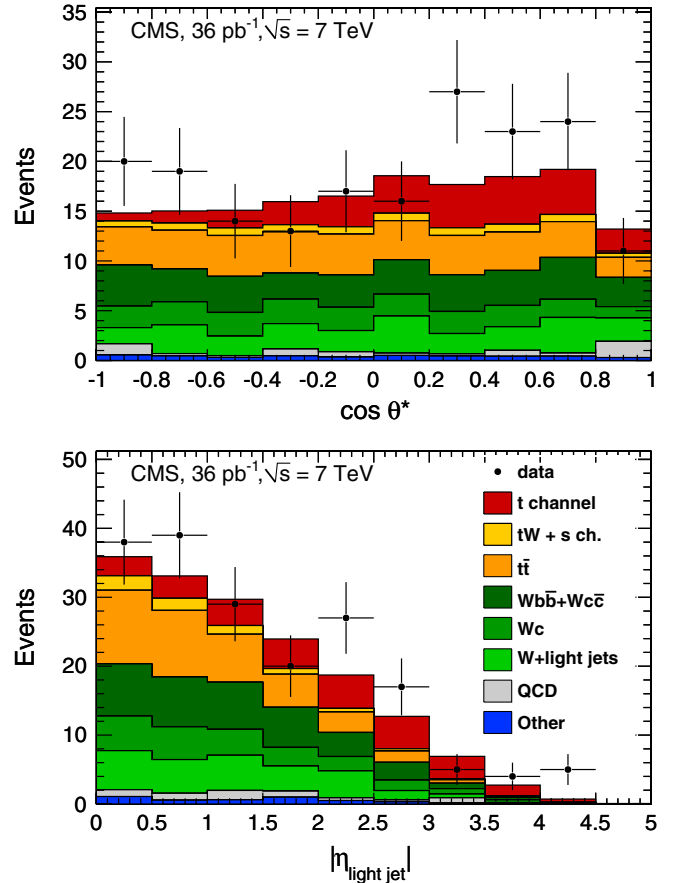 CMS, 36 pb⁻¹,√s = 7 TeV
35
30
25
20
15
10
5
0
Events
-1 -0.8 -0.6 -0.4 -0.2 0 0.2 0.4 0.6 0.8 1
cos θ*
CMS, 36 pb⁻¹,√s = 7 TeV
50
40
30
20
10
0
Events
data
t channel
tW + s ch.
tt̄
Wbb̄+Wcc̄
Wc
W+light jets
QCD
Other
0 0.5 1 1.5 2 2.5 3 3.5 4 4.5 5
|η light jet|